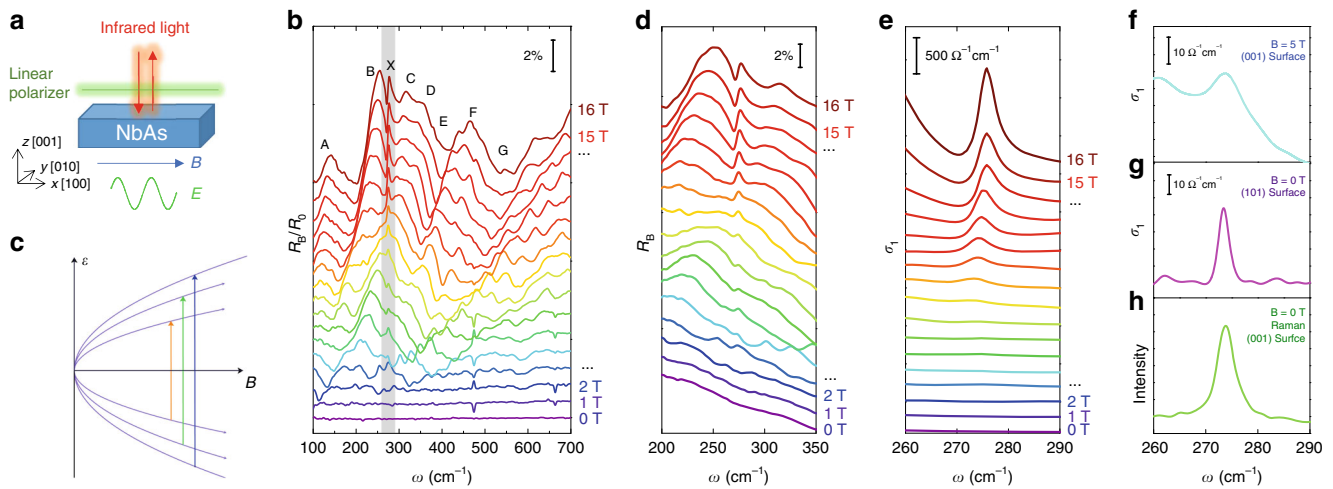 a
Infrared light
Linear
polarizer
NbAs
z [001]
y [010]
x [100]
B
E
b
2%
A
B
X
C
D
E
F
G
16 T
15 T
...
...
2 T
1 T
0 T
R_B/R_0
100 200 300 400 500 600 700
ω (cm⁻¹)
c
ε
B
d
2%
16 T
15 T
...
...
2 T
1 T
0 T
R_B
200 250 300 350
ω (cm⁻¹)
e
500 Ω⁻¹cm⁻¹
16 T
15 T
...
...
2 T
1 T
0 T
σ₁
260 270 280 290
ω (cm⁻¹)
f
10 Ω⁻¹cm⁻¹
B = 5 T
(001) Surface
σ₁
g
10 Ω⁻¹cm⁻¹
B = 0 T
(101) Surface
σ₁
h
B = 0 T
Raman
(001) Surfce
Intensity
260 270 280 290
ω (cm⁻¹)